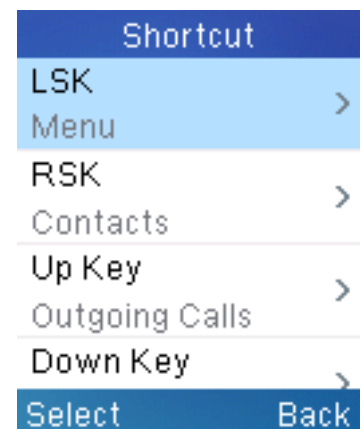 Shortcut
LSK
Menu
RSK
Contacts
Up Key
Outgoing Calls
Down Key
Select Back